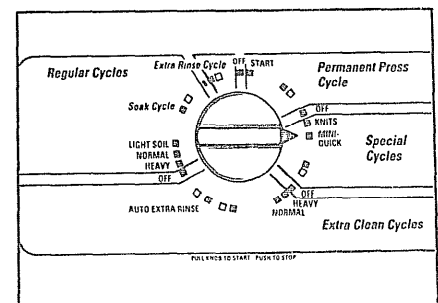 Regular Cycles
Extra Rinse Cycle
OFF START
Permanent Press
Cycle
Soak Cycle
OFF
KNITS
MINI-
QUICK
Special
Cycles
LIGHT SOIL
NORMAL
HEAVY
OFF
AUTO EXTRA RINSE
OFF
HEAVY
NORMAL
Extra Clean Cycles
PULL KNOB TO START PUSH TO STOP